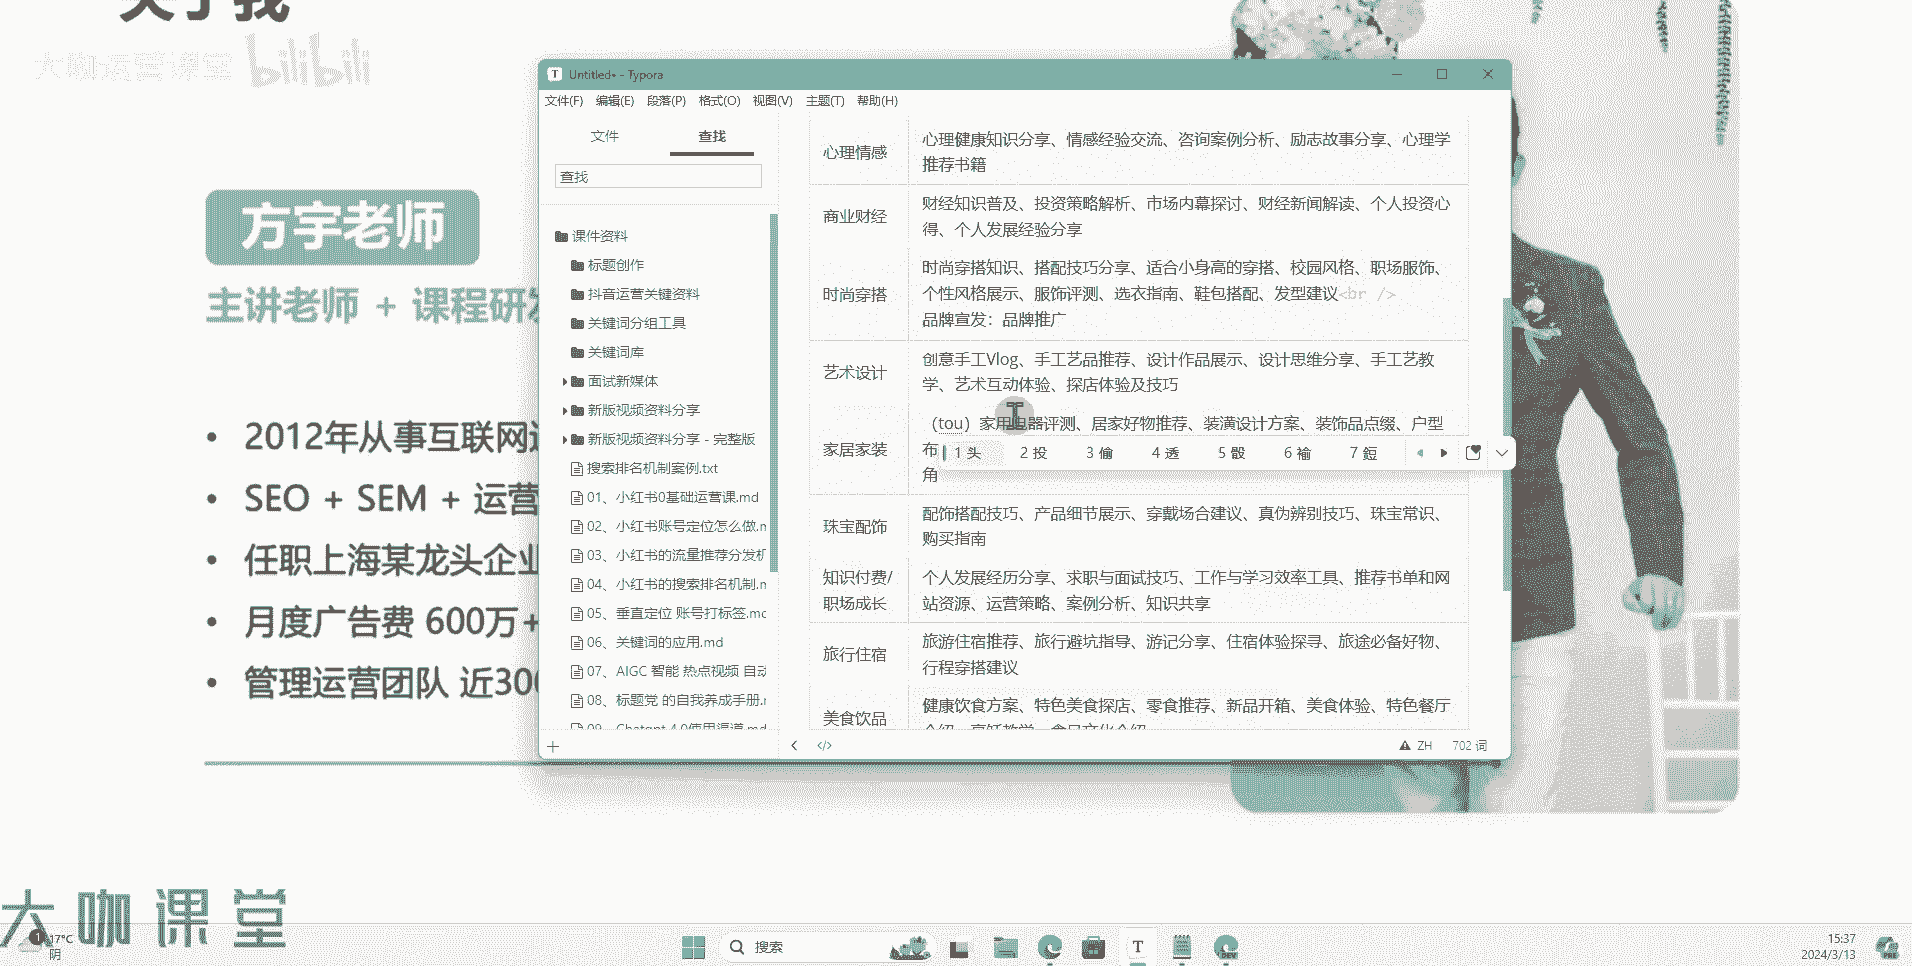 关于我
大咖运营课堂 bilibili
方宇老师
主讲老师 + 课程研发
2012年从事互联网
SEO + SEM + 运营
任职上海某龙头企业
月度广告费 600万+
管理运营团队 近300
Untitled• - Typora
文件(F) 编辑(E) 段落(P) 格式(O) 视图(V) 主题(T) 帮助(H)
文件 查找
查找
课件资料
标题创作
抖音运营关键资料
关键词分组工具
关键词库
面试新媒体
新版视频资料分享
新版视频资料分享 - 完整版
搜索排名机制案例.txt
01、小红书0基础运营课.md
02、小红书账号定位怎么做.m
03、小红书的流量推荐分发机
04、小红书的搜索排名机制.m
05、垂直定位 账号打标签.mc
06、关键词的应用.md
07、AIGC 智能 热点视频 自动
08、标题党 的自我养成手册.r
09、Chatgpt 4.0使用渠道.md
心理情感
心理健康知识分享、情感经验交流、咨询案例分析、励志故事分享、心理学
推荐书籍
商业财经
财经知识普及、投资策略解析、市场内幕探讨、财经新闻解读、个人投资心
得、个人发展经验分享
时尚穿搭
时尚穿搭知识、搭配技巧分享、适合小身高的穿搭、校园风格、职场服饰、
个性风格展示、服饰评测、选衣指南、鞋包搭配、发型建议<br />
品牌宣发：品牌推广
艺术设计
创意手工Vlog、手工艺品推荐、设计作品展示、设计思维分享、手工艺教
学、艺术互动体验、探店体验及技巧
家居家装
（tou）家用电器评测、居家好物推荐、装潢设计方案、装饰品点缀、户型
布
角
1 头 2 投 3 偷 4 透 5 骰 6 褕 7 鋀
珠宝配饰
配饰搭配技巧、产品细节展示、穿戴场合建议、真伪辨别技巧、珠宝常识、
购买指南
知识付费/
职场成长
个人发展经历分享、求职与面试技巧、工作与学习效率工具、推荐书单和网
站资源、运营策略、案例分析、知识共享
旅行住宿
旅游住宿推荐、旅行避坑指导、游记分享、住宿体验探寻、旅途必备好物、
行程穿搭建议
美食饮品
健康饮食方案、特色美食探店、零食推荐、新品开箱、美食体验、特色餐厅
介绍、烹饪教学、食品文化介绍
ZH 702 词
大咖课堂
1 17°C
阴
搜索
15:37
2024/3/13